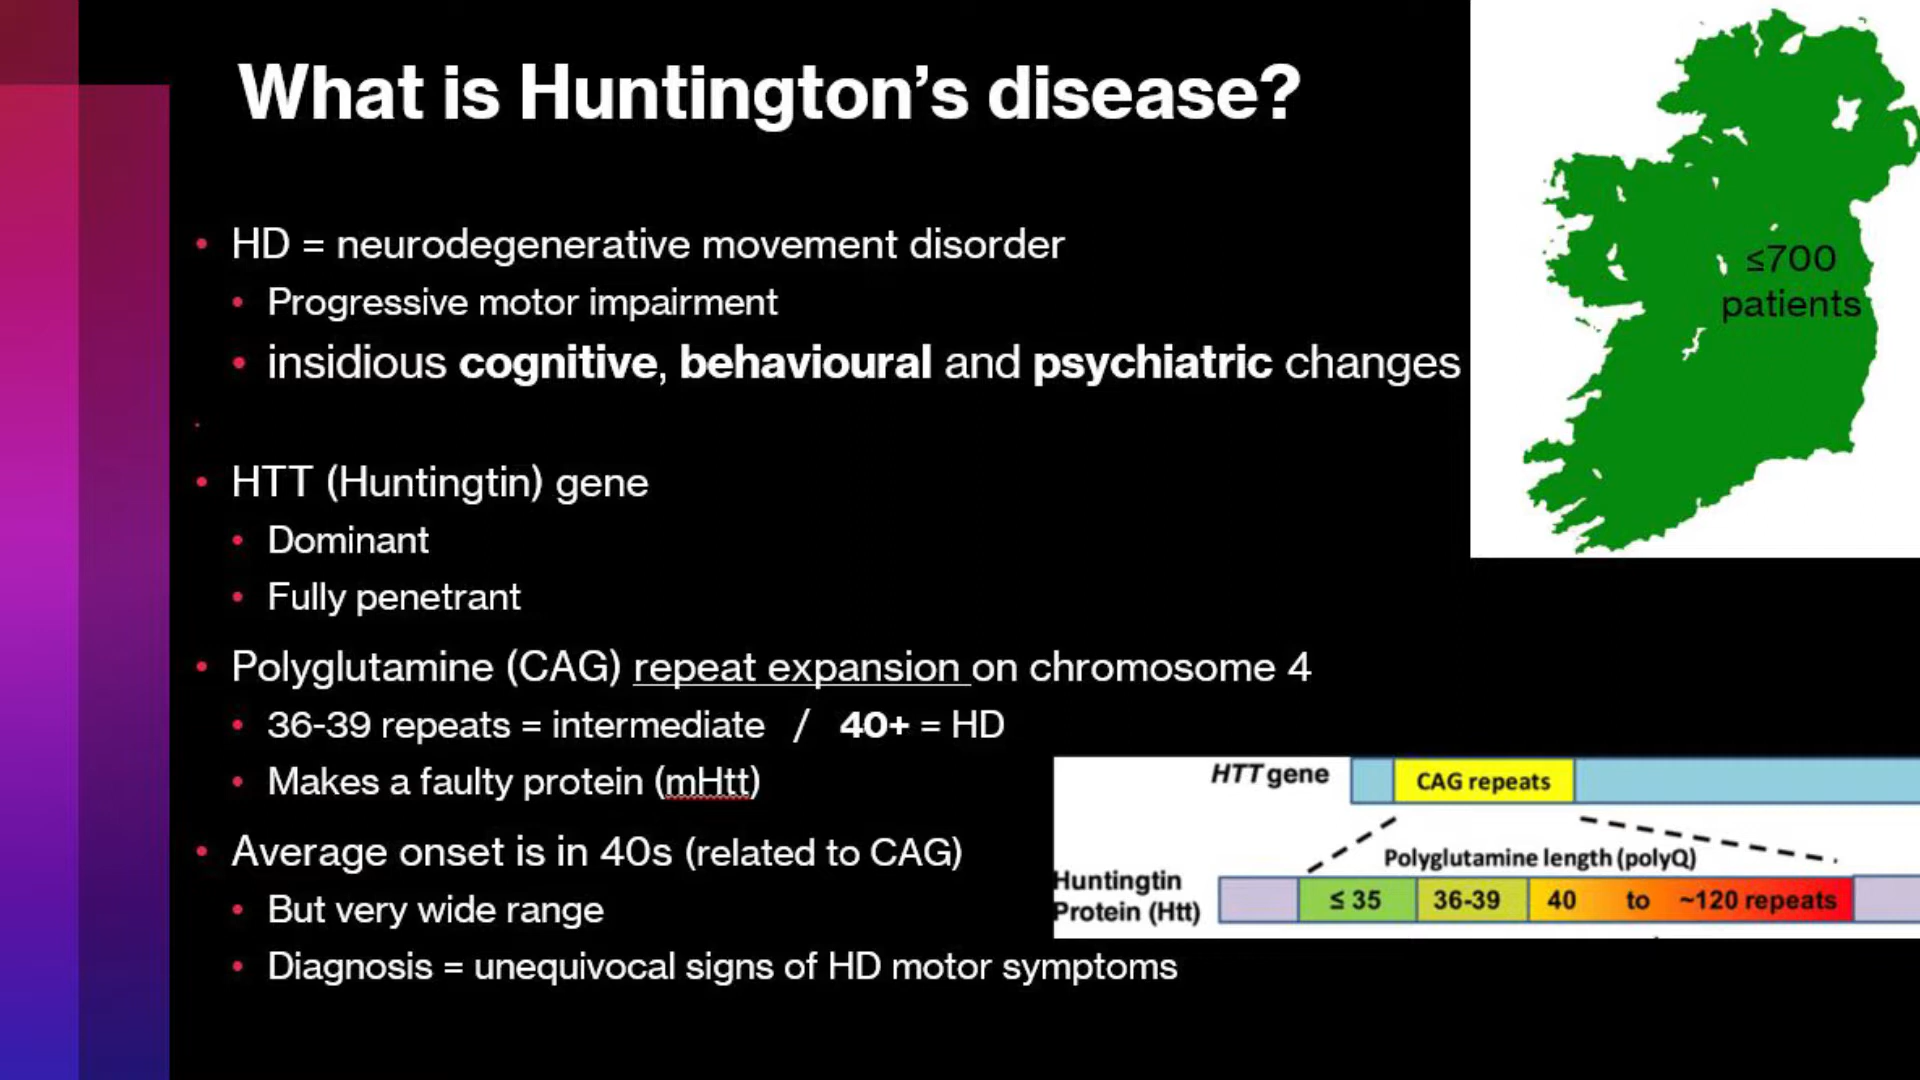 What is Huntington’s disease?
HD = neurodegenerative movement disorder
Progressive motor impairment
insidious cognitive, behavioural and psychiatric changes
HTT (Huntingtin) gene
Dominant
Fully penetrant
Polyglutamine (CAG) repeat expansion on chromosome 4
36-39 repeats = intermediate / 40+ = HD
Makes a faulty protein (mHtt)
Average onset is in 40s (related to CAG)
But very wide range
Diagnosis = unequivocal signs of HD motor symptoms
≤700
patients
HTT gene
CAG repeats
Polyglutamine length (polyQ)
Huntingtin
Protein (Htt)
≤ 35 36-39 40 to ~120 repeats